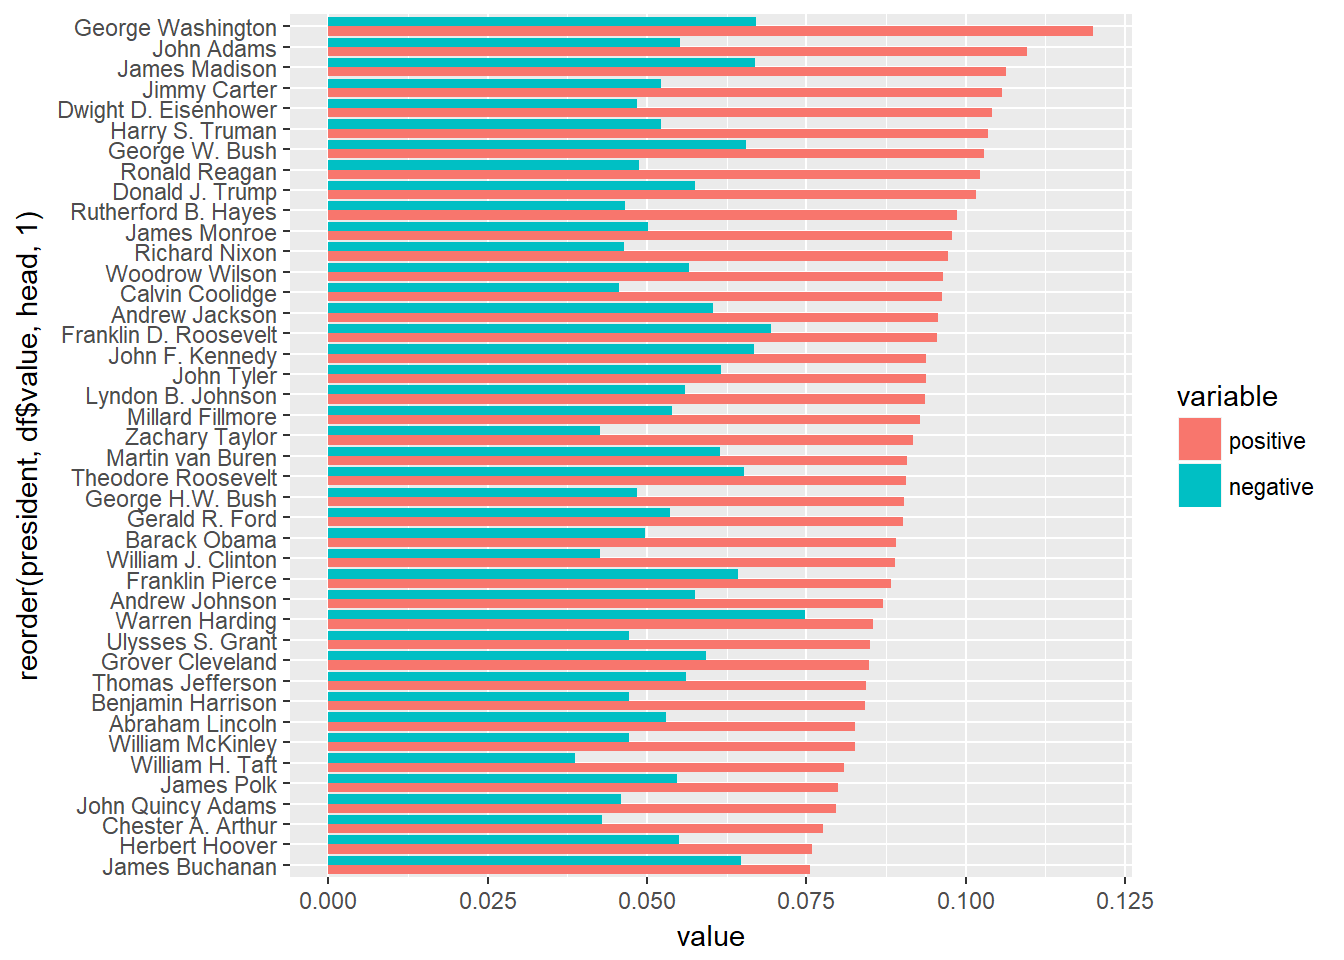 George Washington
John Adams
James Madison
Jimmy Carter
Dwight D. Eisenhower
Harry S. Truman
George W. Bush
Ronald Reagan
Donald J. Trump
Rutherford B. Hayes
James Monroe
Richard Nixon
Woodrow Wilson
Calvin Coolidge
Andrew Jackson
Franklin D. Roosevelt
John F. Kennedy
John Tyler
Lyndon B. Johnson
Millard Fillmore
Zachary Taylor
Martin van Buren
Theodore Roosevelt
George H.W. Bush
Gerald R. Ford
Barack Obama
William J. Clinton
Franklin Pierce
Andrew Johnson
Warren Harding
Ulysses S. Grant
Grover Cleveland
Thomas Jefferson
Benjamin Harrison
Abraham Lincoln
William McKinley
William H. Taft
James Polk
John Quincy Adams
Chester A. Arthur
Herbert Hoover
James Buchanan
reorder(president, df$value, head, 1)
0.000 0.025 0.050 0.075 0.100 0.125
value
variable
positive
negative